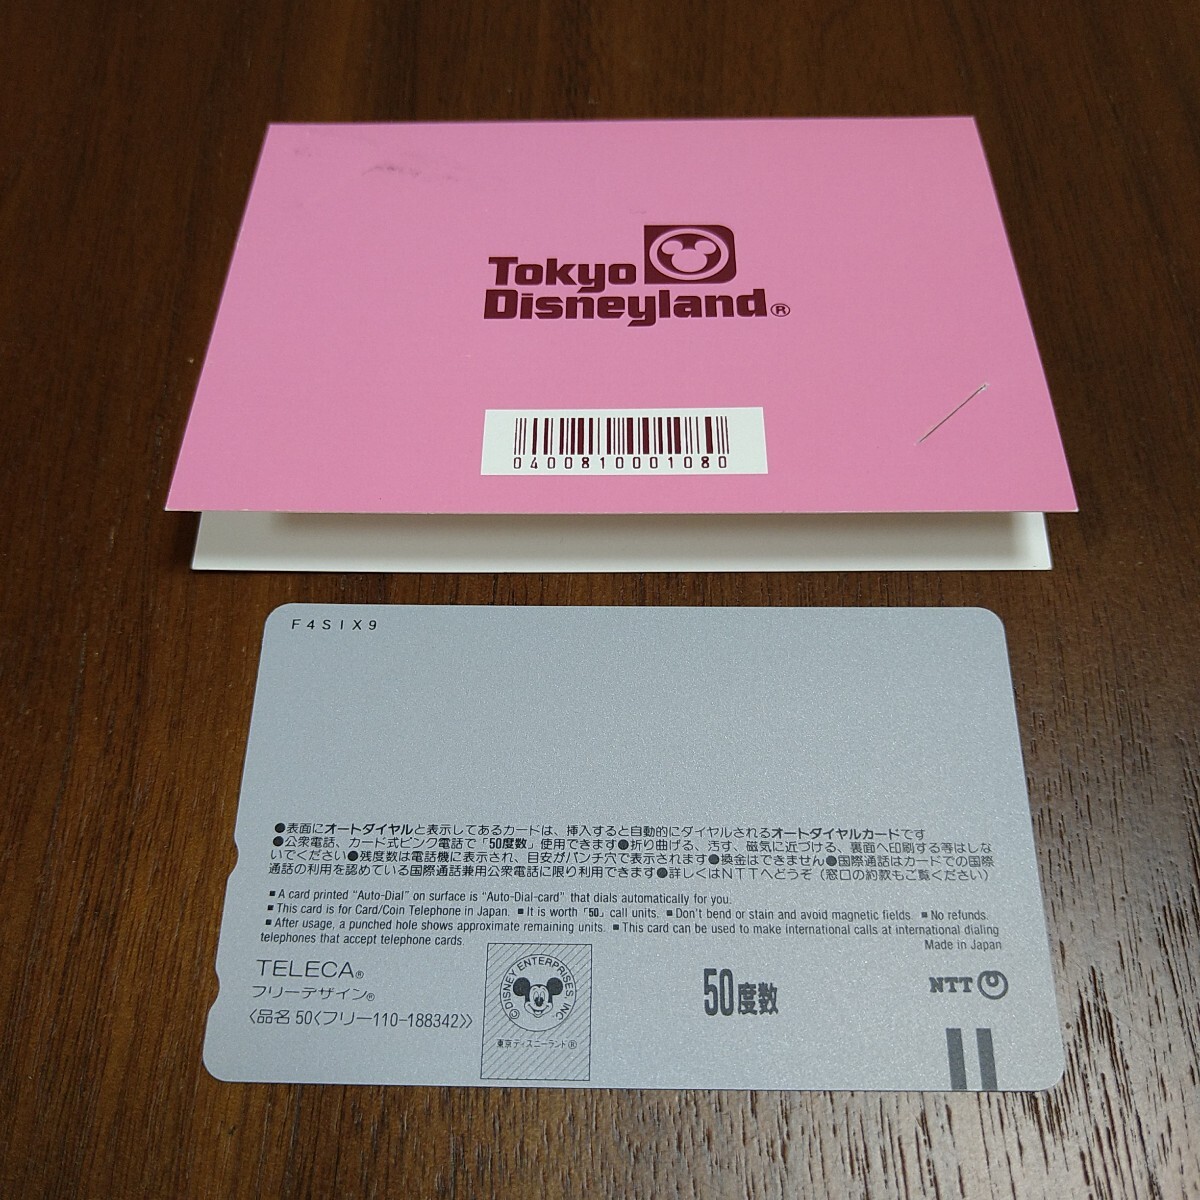 Tokyo
Disneyland®
0400810001080
F4SIX9
●表面にオートダイヤルと表示してあるカードは、挿入すると自動的にダイヤルされるオートダイヤルカードです
●公衆電話、カード式ピンク電話で「50度数」使用できます●折り曲げる、汚す、磁気に近づける、裏面へ印刷する等はしな
いでください●残度数は電話機に表示され、目安がパンチ穴で表示されます●換金はできません●国際通話はカードでの国際
通話の利用を認めている国際通話兼用公衆電話に限り利用できます●詳しくはNTTへどうぞ（窓口の約款もご覧ください）
■ A card printed "Auto-Dial" on surface is "Auto-Dial-card" that dials automatically for you.
■ This card is for Card/Coin Telephone in Japan. ■ It is worth「50」call units. ■ Don't bend or stain and avoid magnetic fields. ■ No refunds.
■ After usage, a punched hole shows approximate remaining units. ■ This card can be used to make international calls at international dialing
telephones that accept telephone cards.
Made in Japan
TELECA®
フリーデザイン®
〈品名 50〈フリー110-188342〉〉
©DISNEY ENTERPRISES, INC
東京ディズニーランド®
50度数
NTT